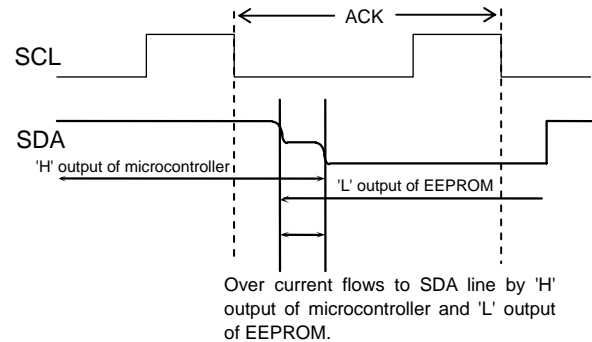 ACK
SCL
SDA
'H' output of microcontroller
'L' output of EEPROM
Over current flows to SDA line by 'H'
output of microcontroller and 'L' output
of EEPROM.